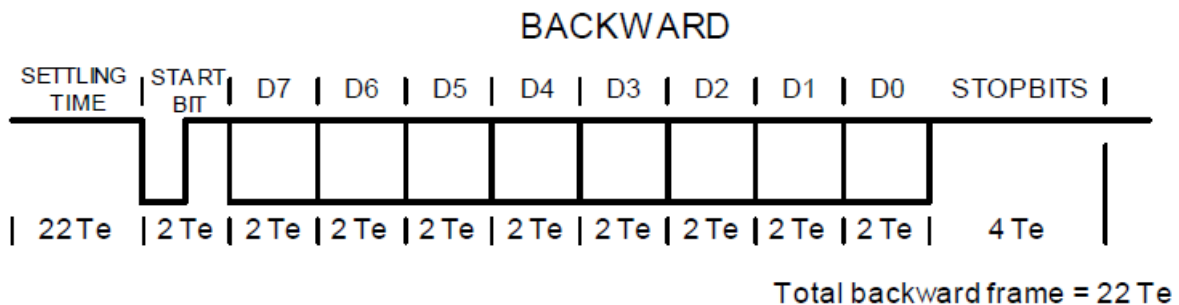 BACKWARD
SETTLING TIME | START BIT | D7 | D6 | D5 | D4 | D3 | D2 | D1 | D0 STOPBITS |
| 22 Te | 2 Te | 2 Te | 2 Te | 2 Te | 2 Te | 2 Te | 2 Te | 2 Te | 2 Te | 4 Te
Total backward frame = 22 Te